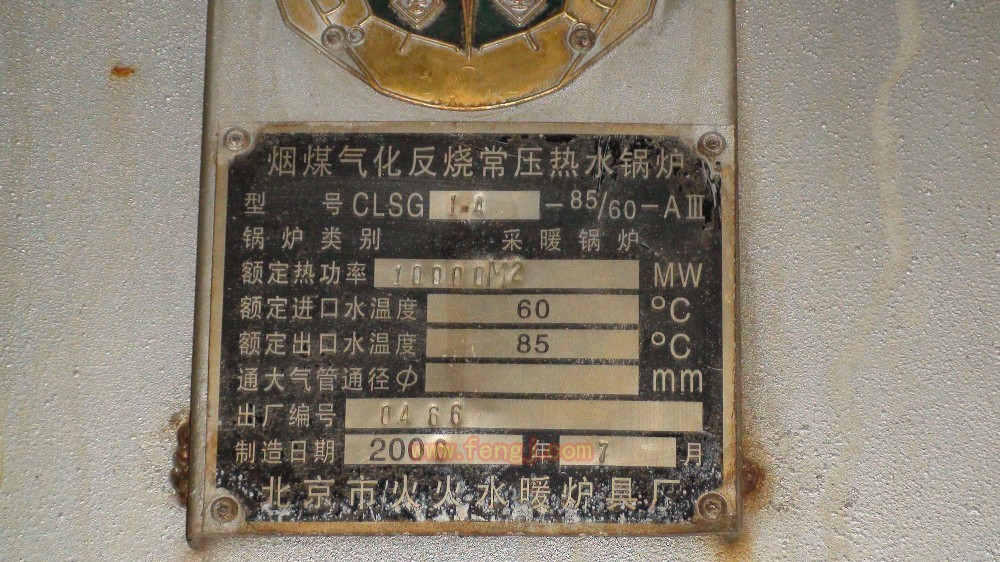 烟煤气化反烧常压热水锅炉
型 号 CLSG 1.4 -85/60-AⅢ
锅炉类别 采暖锅炉
额定热功率 10000M2 MW
额定进口水温度 60 °C
额定出口水温度 85 °C
通大气管通径φ mm
出厂编号 0466
制造日期 2006 年 7 月
北京市火火水暖炉具厂